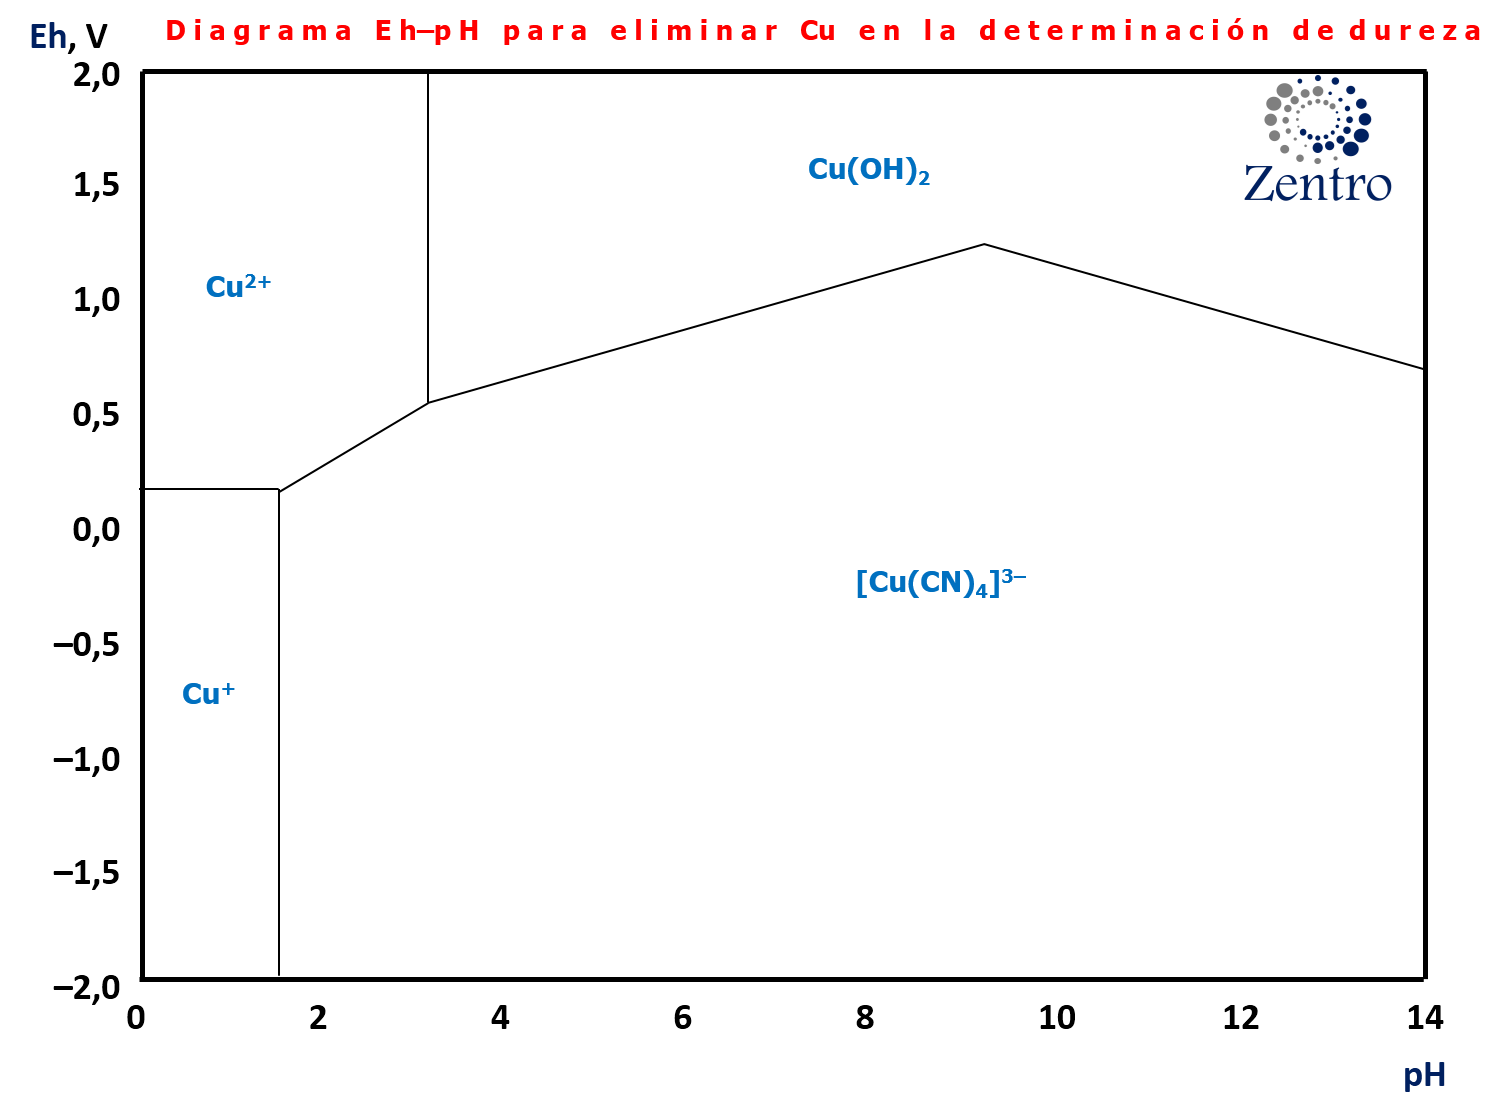 Diagrama Eh–pH para eliminar Cu en la determinación de dureza
Eh, V
2,0
1,5
1,0
0,5
0,0
–0,5
–1,0
–1,5
–2,0
Zentro
Cu(OH)₂
Cu²⁺
[Cu(CN)₄]³⁻
Cu⁺
0 2 4 6 8 10 12 14
pH